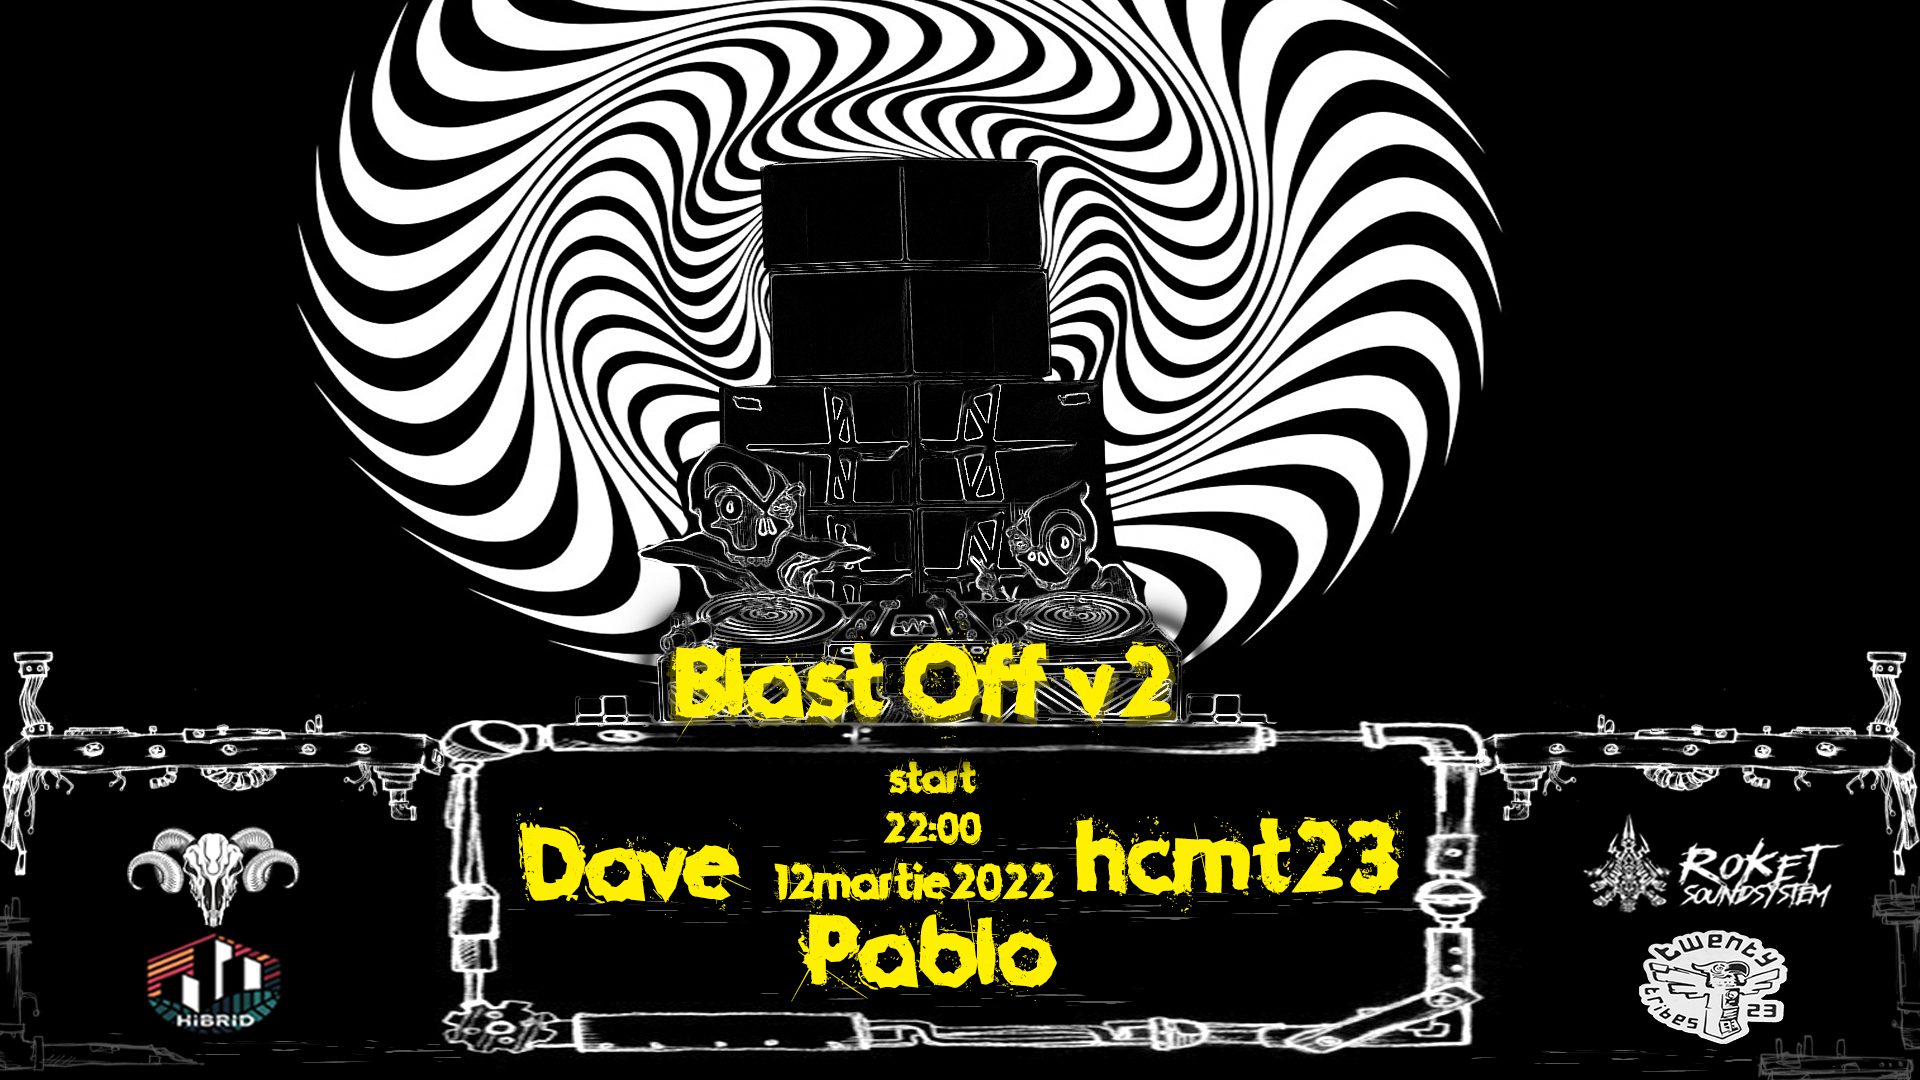 Blast Off v2
start
22:00
12martie2022
Dave
hcmt23
Pablo
HiBRiD
ROKET
SOUNDSYSTEM
twenty
tribes 23